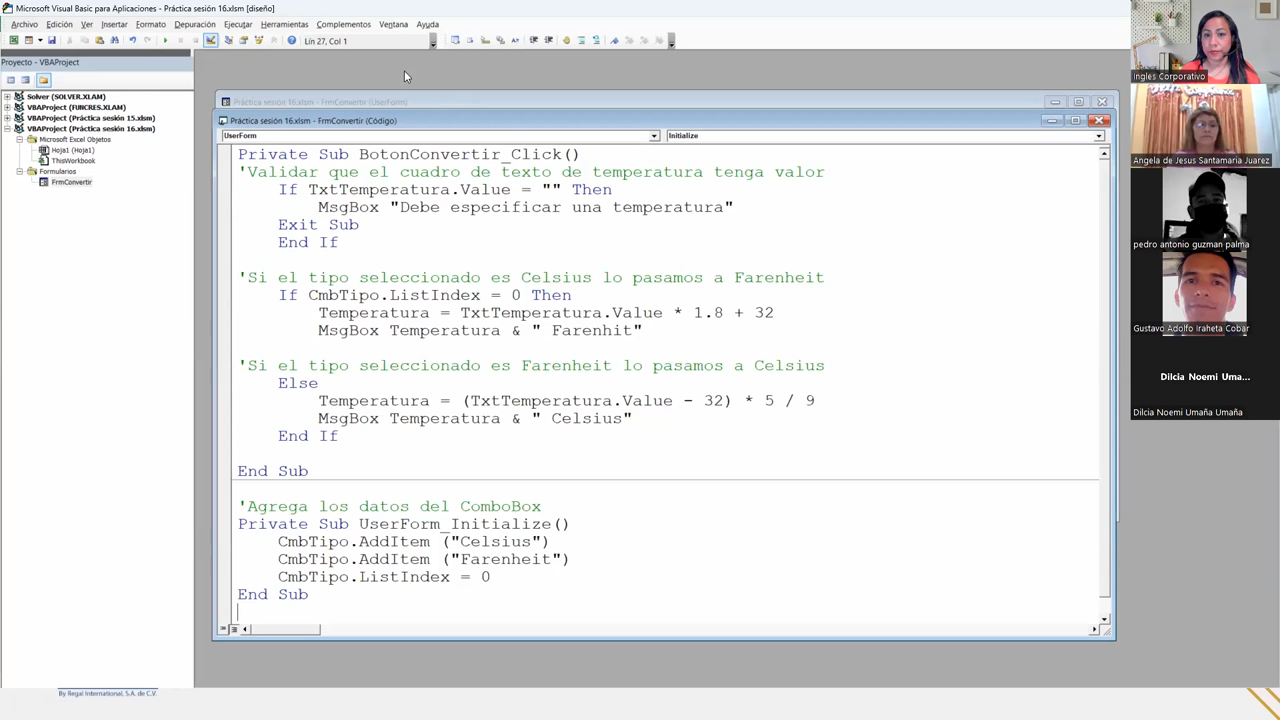 Microsoft Visual Basic para Aplicaciones - Práctica sesión 16.xlsm [diseño]
Archivo Edición Ver Insertar Formato Depuración Ejecutar Herramientas Complementos Ventana Ayuda
Lín 27, Col 1
Proyecto - VBAProject
Solver (SOLVER.XLAM)
VBAProject (FUNCRES.XLAM)
VBAProject (Práctica sesión 15.xlsm)
VBAProject (Práctica sesión 16.xlsm)
Microsoft Excel Objetos
Hoja1 (Hoja1)
ThisWorkbook
Formularios
FrmConvertir
Práctica sesión 16.xlsm - FrmConvertir (UserForm)
Práctica sesión 16.xlsm - FrmConvertir (Código)
UserForm Initialize
Private Sub BotonConvertir_Click()
'Validar que el cuadro de texto de temperatura tenga valor
If TxtTemperatura.Value = "" Then
MsgBox "Debe especificar una temperatura"
Exit Sub
End If
'Si el tipo seleccionado es Celsius lo pasamos a Farenheit
If CmbTipo.ListIndex = 0 Then
Temperatura = TxtTemperatura.Value * 1.8 + 32
MsgBox Temperatura & " Farenhit"
'Si el tipo seleccionado es Farenheit lo pasamos a Celsius
Else
Temperatura = (TxtTemperatura.Value - 32) * 5 / 9
MsgBox Temperatura & " Celsius"
End If
End Sub
'Agrega los datos del ComboBox
Private Sub UserForm_Initialize()
CmbTipo.AddItem ("Celsius")
CmbTipo.AddItem ("Farenheit")
CmbTipo.ListIndex = 0
End Sub
By Regal International, S.A. de C.V.
Ingles Corporativo
Angela de Jesus Santamaria Juarez
pedro antonio guzman palma
Gustavo Adolfo Iraheta Cobar
Dilcia Noemi Uma...
Dilcia Noemi Umaña Umaña